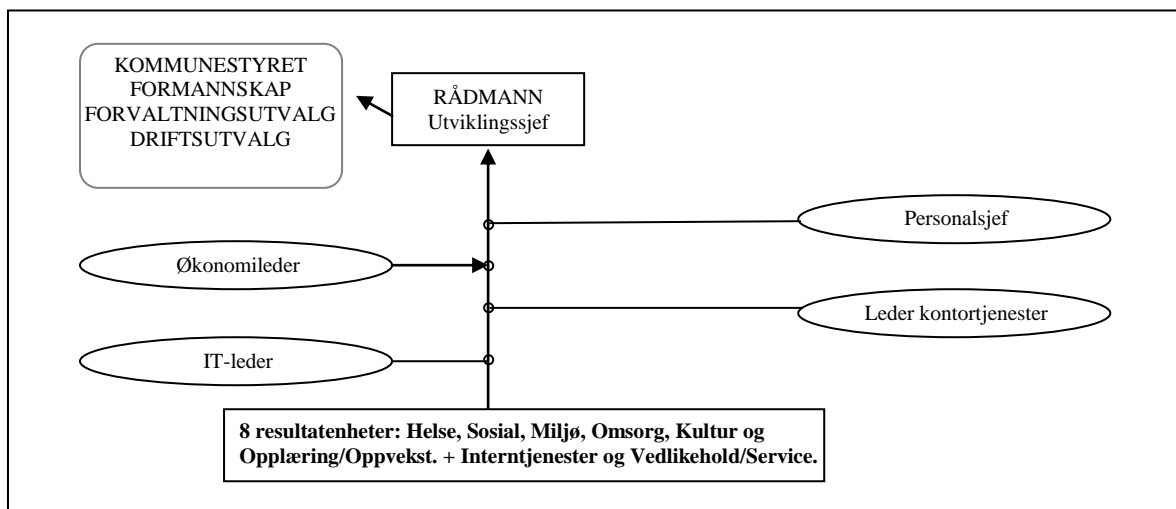 KOMMUNESTYRET
FORMANNSKAP
FORVALTNINGSUTVALG
DRIFTSUTVALG
RÅDMANN
Utviklingssjef
Personalsjef
Økonomileder
Leder kontortjenester
IT-leder
8 resultatenheter: Helse, Sosial, Miljø, Omsorg, Kultur og
Opplæring/Oppvekst. + Interntjenester og Vedlikehold/Service.